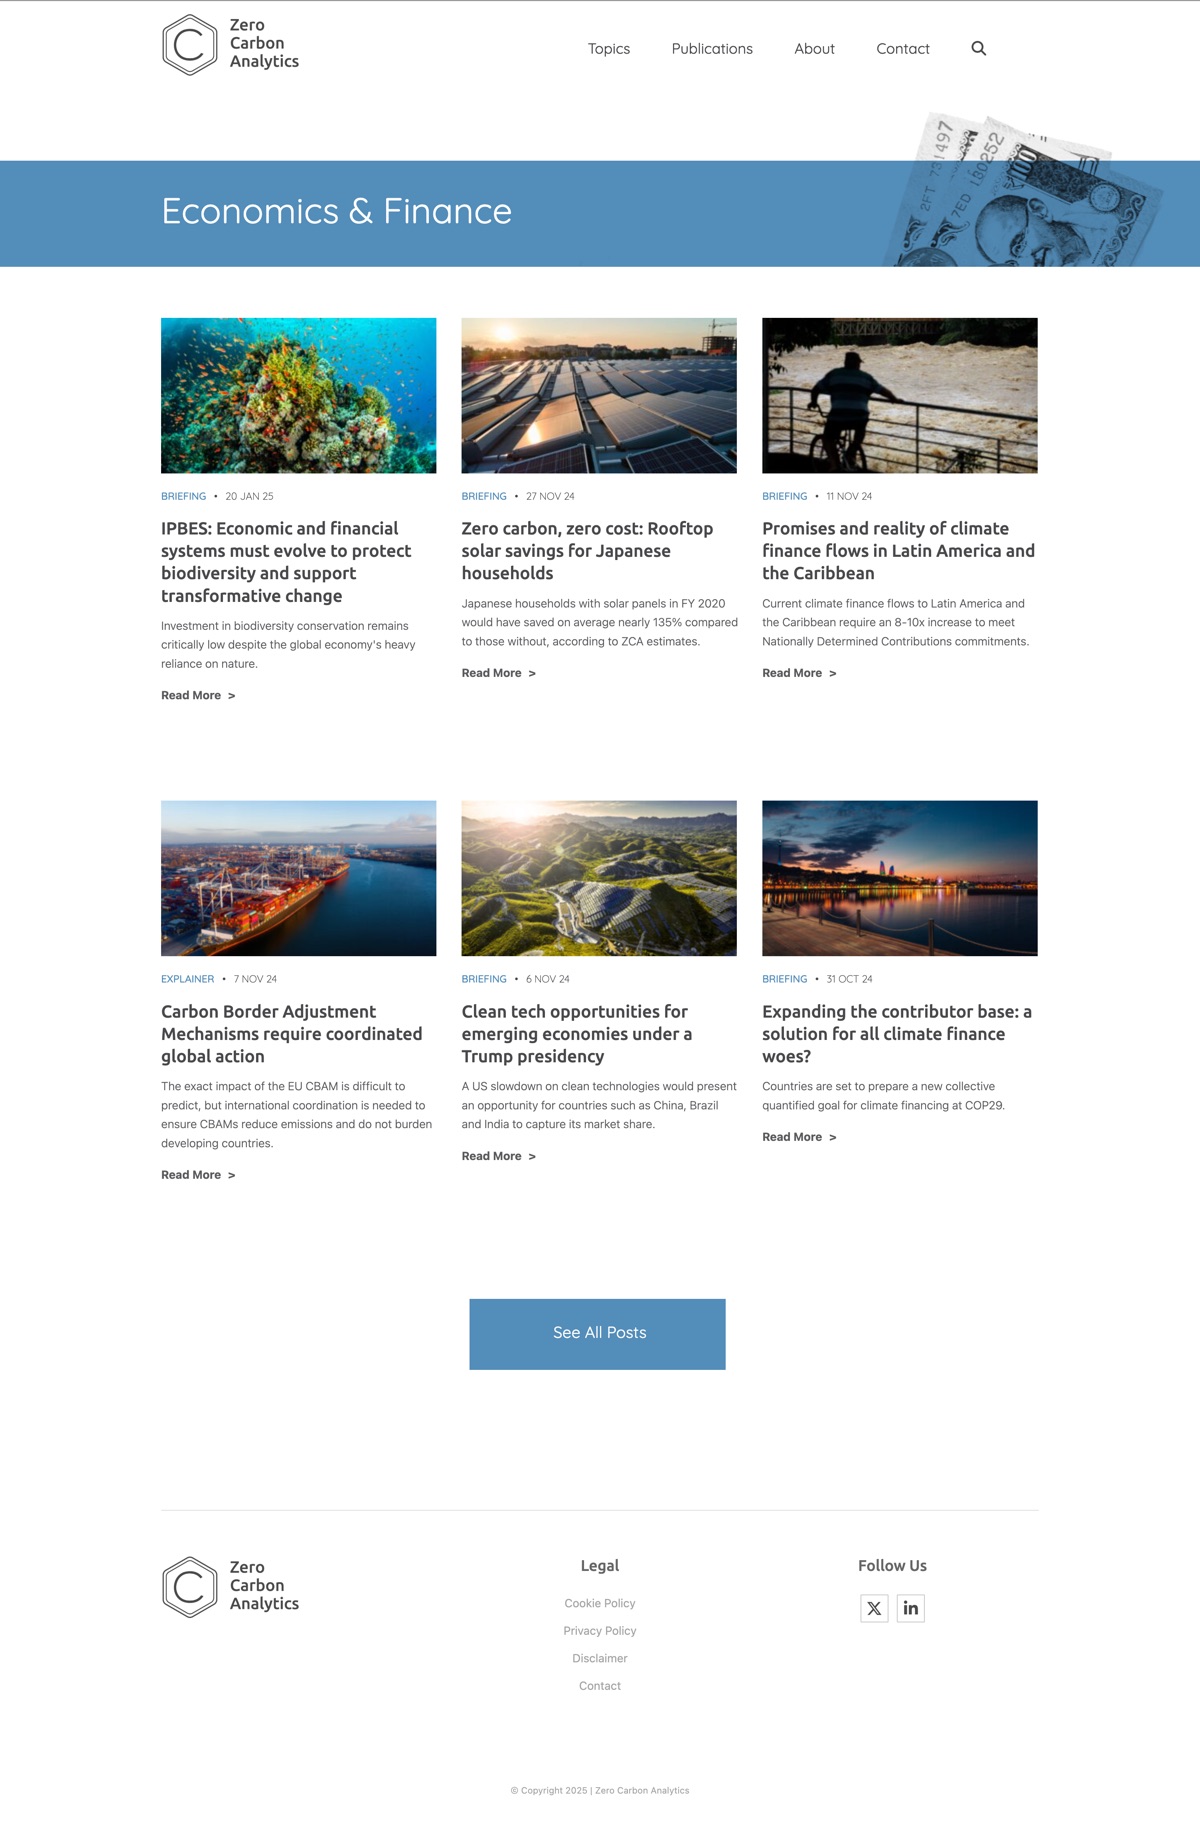 Zero
Carbon
Analytics
Topics
Publications
About
Contact
731497
2FT
180252
7ED
100
Economics & Finance
BRIEFING • 20 JAN 25
IPBES: Economic and financial
systems must evolve to protect
biodiversity and support
transformative change
Investment in biodiversity conservation remains
critically low despite the global economy's heavy
reliance on nature.
Read More >
BRIEFING • 27 NOV 24
Zero carbon, zero cost: Rooftop
solar savings for Japanese
households
Japanese households with solar panels in FY 2020
would have saved on average nearly 135% compared
to those without, according to ZCA estimates.
Read More >
BRIEFING • 11 NOV 24
Promises and reality of climate
finance flows in Latin America and
the Caribbean
Current climate finance flows to Latin America and
the Caribbean require an 8-10x increase to meet
Nationally Determined Contributions commitments.
Read More >
EXPLAINER • 7 NOV 24
Carbon Border Adjustment
Mechanisms require coordinated
global action
The exact impact of the EU CBAM is difficult to
predict, but international coordination is needed to
ensure CBAMs reduce emissions and do not burden
developing countries.
Read More >
BRIEFING • 6 NOV 24
Clean tech opportunities for
emerging economies under a
Trump presidency
A US slowdown on clean technologies would present
an opportunity for countries such as China, Brazil
and India to capture its market share.
Read More >
BRIEFING • 31 OCT 24
Expanding the contributor base: a
solution for all climate finance
woes?
Countries are set to prepare a new collective
quantified goal for climate financing at COP29.
Read More >
See All Posts
Zero
Carbon
Analytics
Legal
Cookie Policy
Privacy Policy
Disclaimer
Contact
Follow Us
© Copyright 2025 | Zero Carbon Analytics